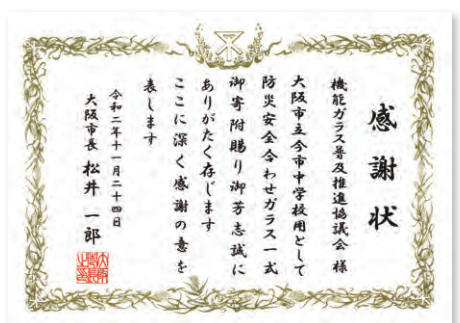 感謝状
機能ガラス普及推進協議会 様
大阪市立今市中学校用として
防災安全合わせガラス一式
御寄附賜り御芳志誠に
ありがたく存じます
ここに深く感謝の意を
表します
令和二年十一月二十四日
大阪市長 松井 一郎